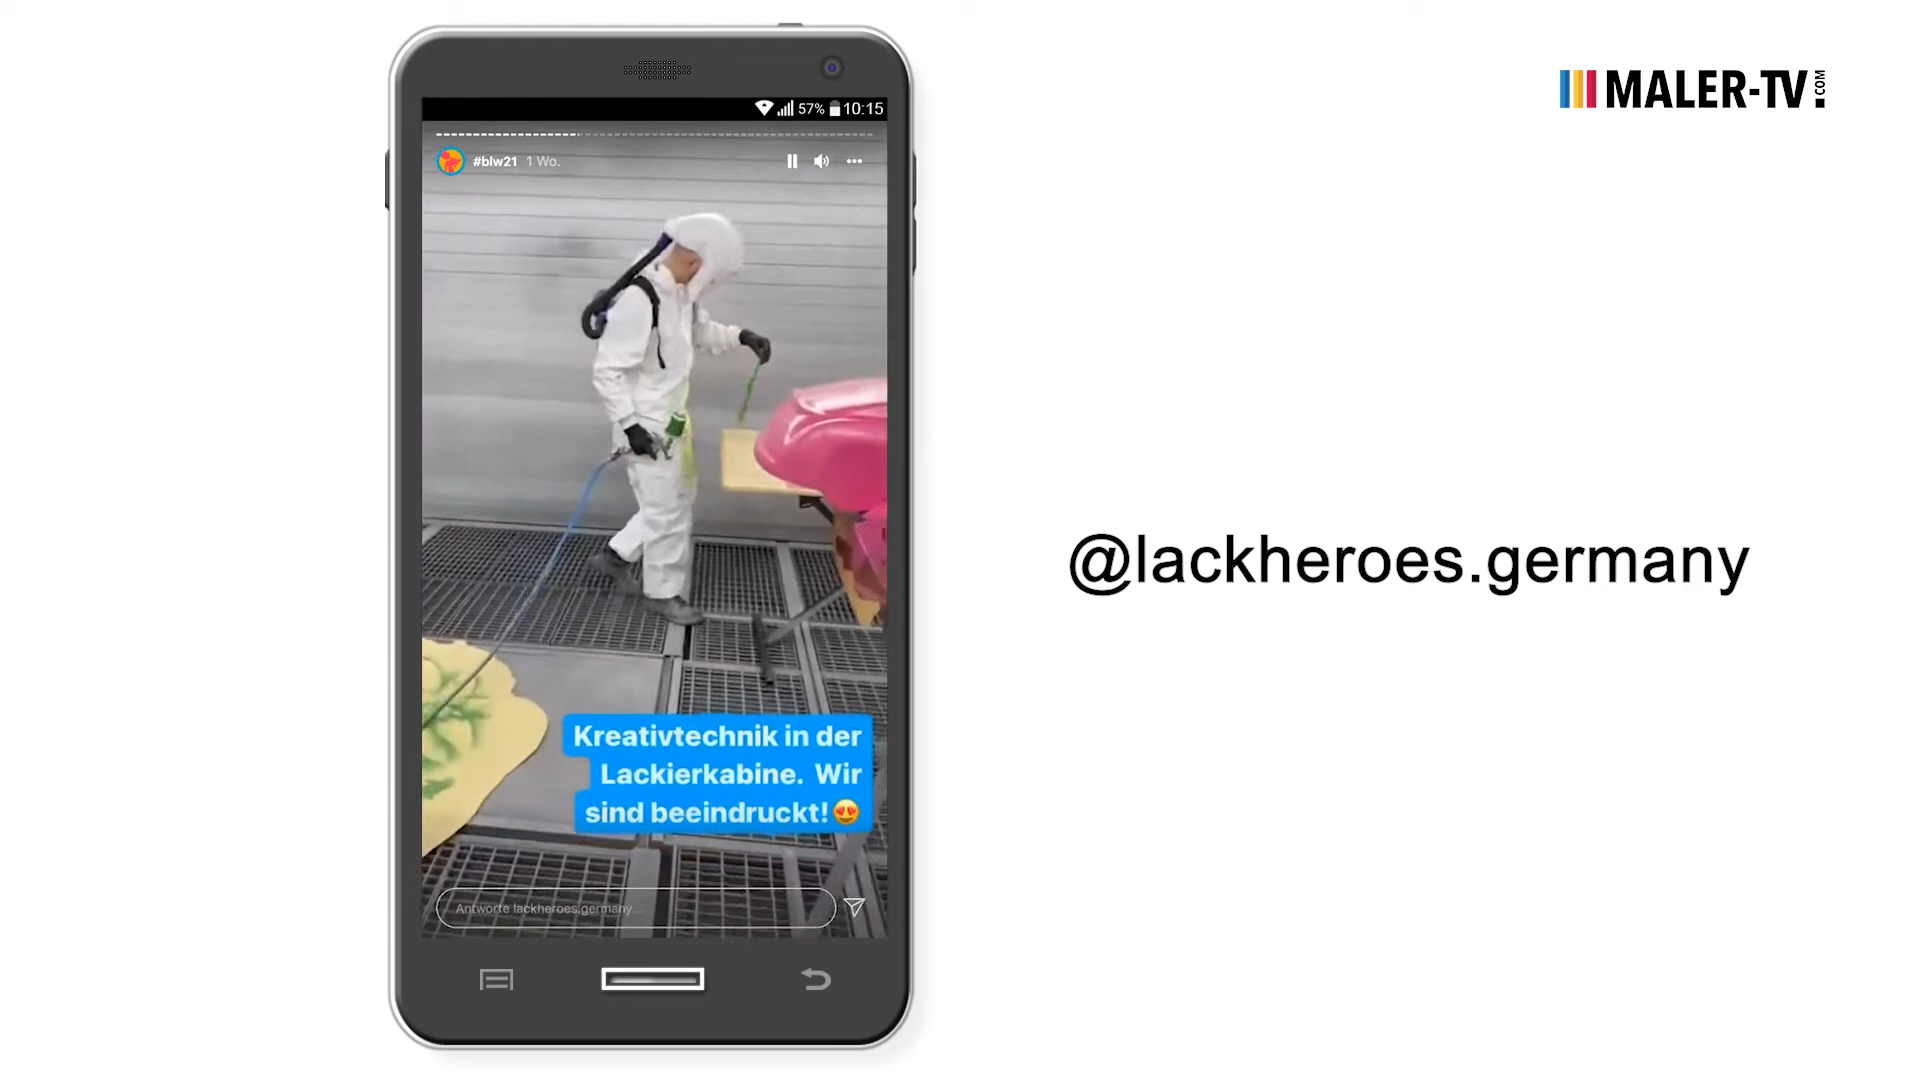 MALER-TV.COM
57% 10:15
#blw21 1 Wo.
Kreativtechnik in der
Lackierkabine. Wir
sind beeindruckt!😍
Antworte lackheroes.germany...
@lackheroes.germany